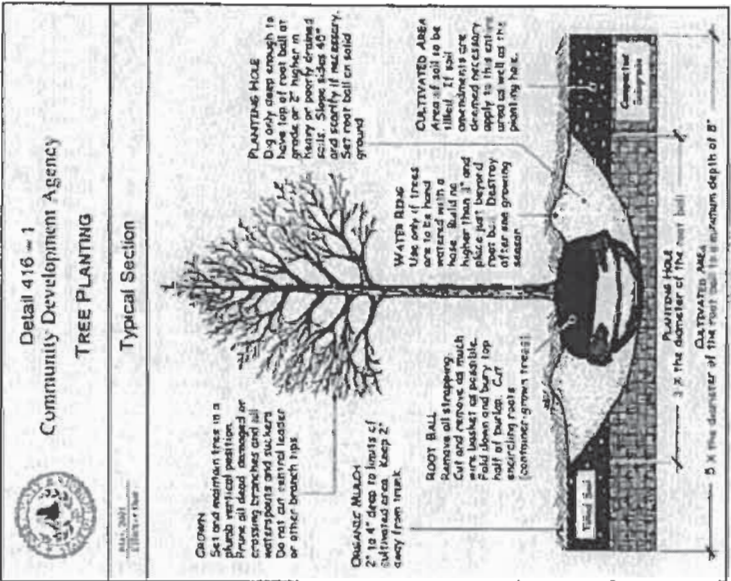 Detail 416 - 1
Community Development Agency
TREE PLANTING
Typical Section
CROWN
Set and maintain tree in a
plumb vertical position.
Prune all dead damaged or
crossing branches and all
watersprouts and suckers
Do not cut central leader
or other branch tips.
ORGANIC MULCH
2" to 4" deep to limits of
cultivated area. Keep 2"
away from trunk
ROOT BALL
Remove all strapping.
Cut and remove as much
wire basket as possible.
Fold down and bury top
half of burlap. Cut
encircling roots
(container-grown trees)
WATER RING
Use only if trees
are to be hand
watered with a
hose. Build no
higher than 3" and
place just beyond
root ball. Destroy
after one growing
season
PLANTING HOLE
Dig only deep enough to
have top of root ball at
grade or 2" higher in
heavy or poorly drained
soils. Slope sides 45°
and scarify if necessary.
Set root ball on solid
ground
CULTIVATED AREA
Area of soil to be
tilled. If soil
amendments are
deemed necessary
apply to this entire
area as well as the
planting hole.
Tilled Soil
Compacted
Subgrade
PLANTING HOLE
3 X the diameter of the root ball
CULTIVATED AREA
5 X the diameter of the root ball to a minimum depth of 8"